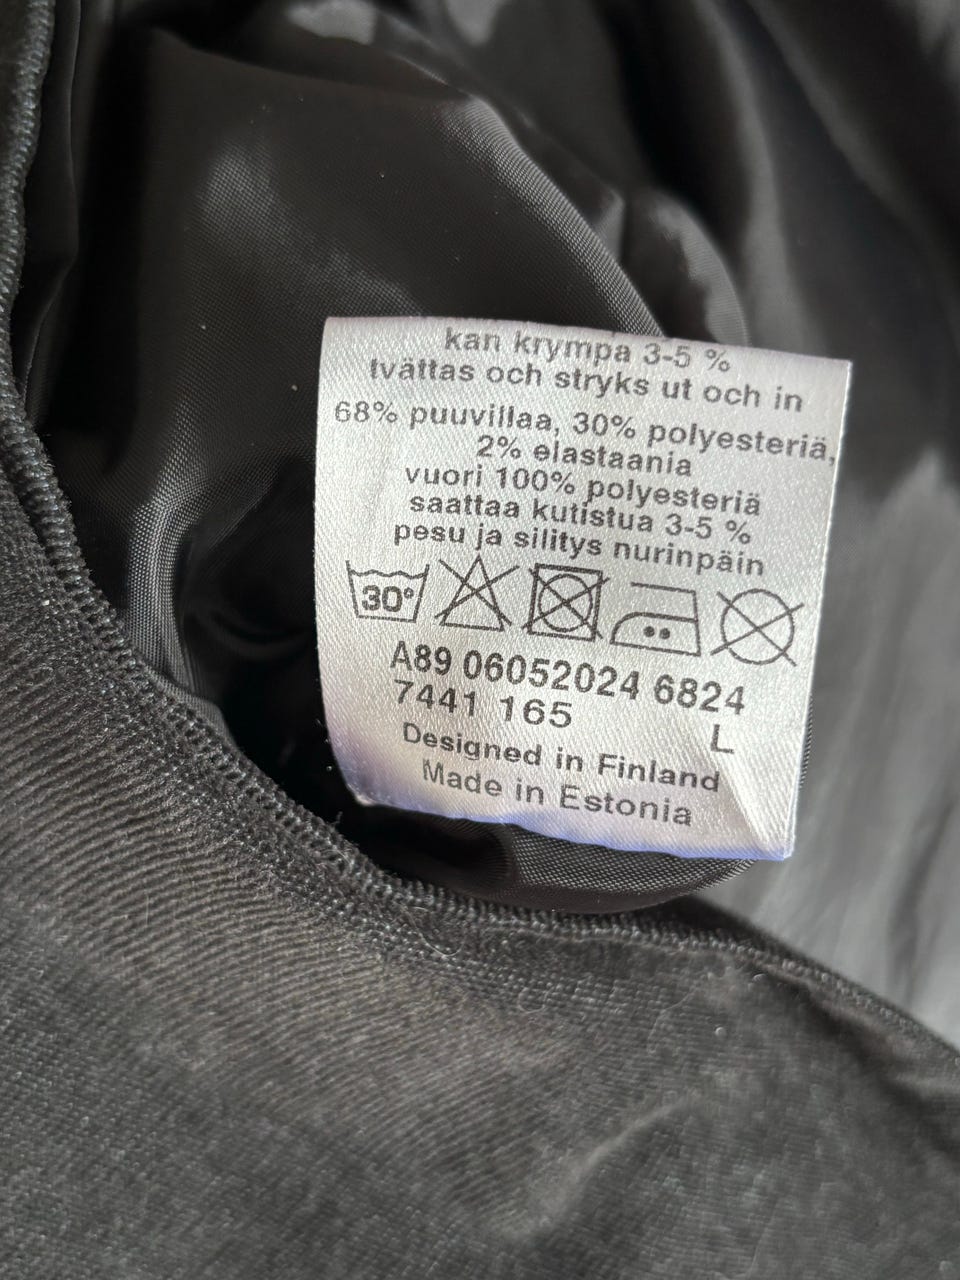 kan krympa 3-5 %
tvättas och stryks ut och in
68% puuvillaa, 30% polyesteriä,
2% elastaania
vuori 100% polyesteriä
saattaa kutistua 3-5 %
pesu ja silitys nurinpäin
30°
A89 06052024 6824
7441 165 L
Designed in Finland
Made in Estonia